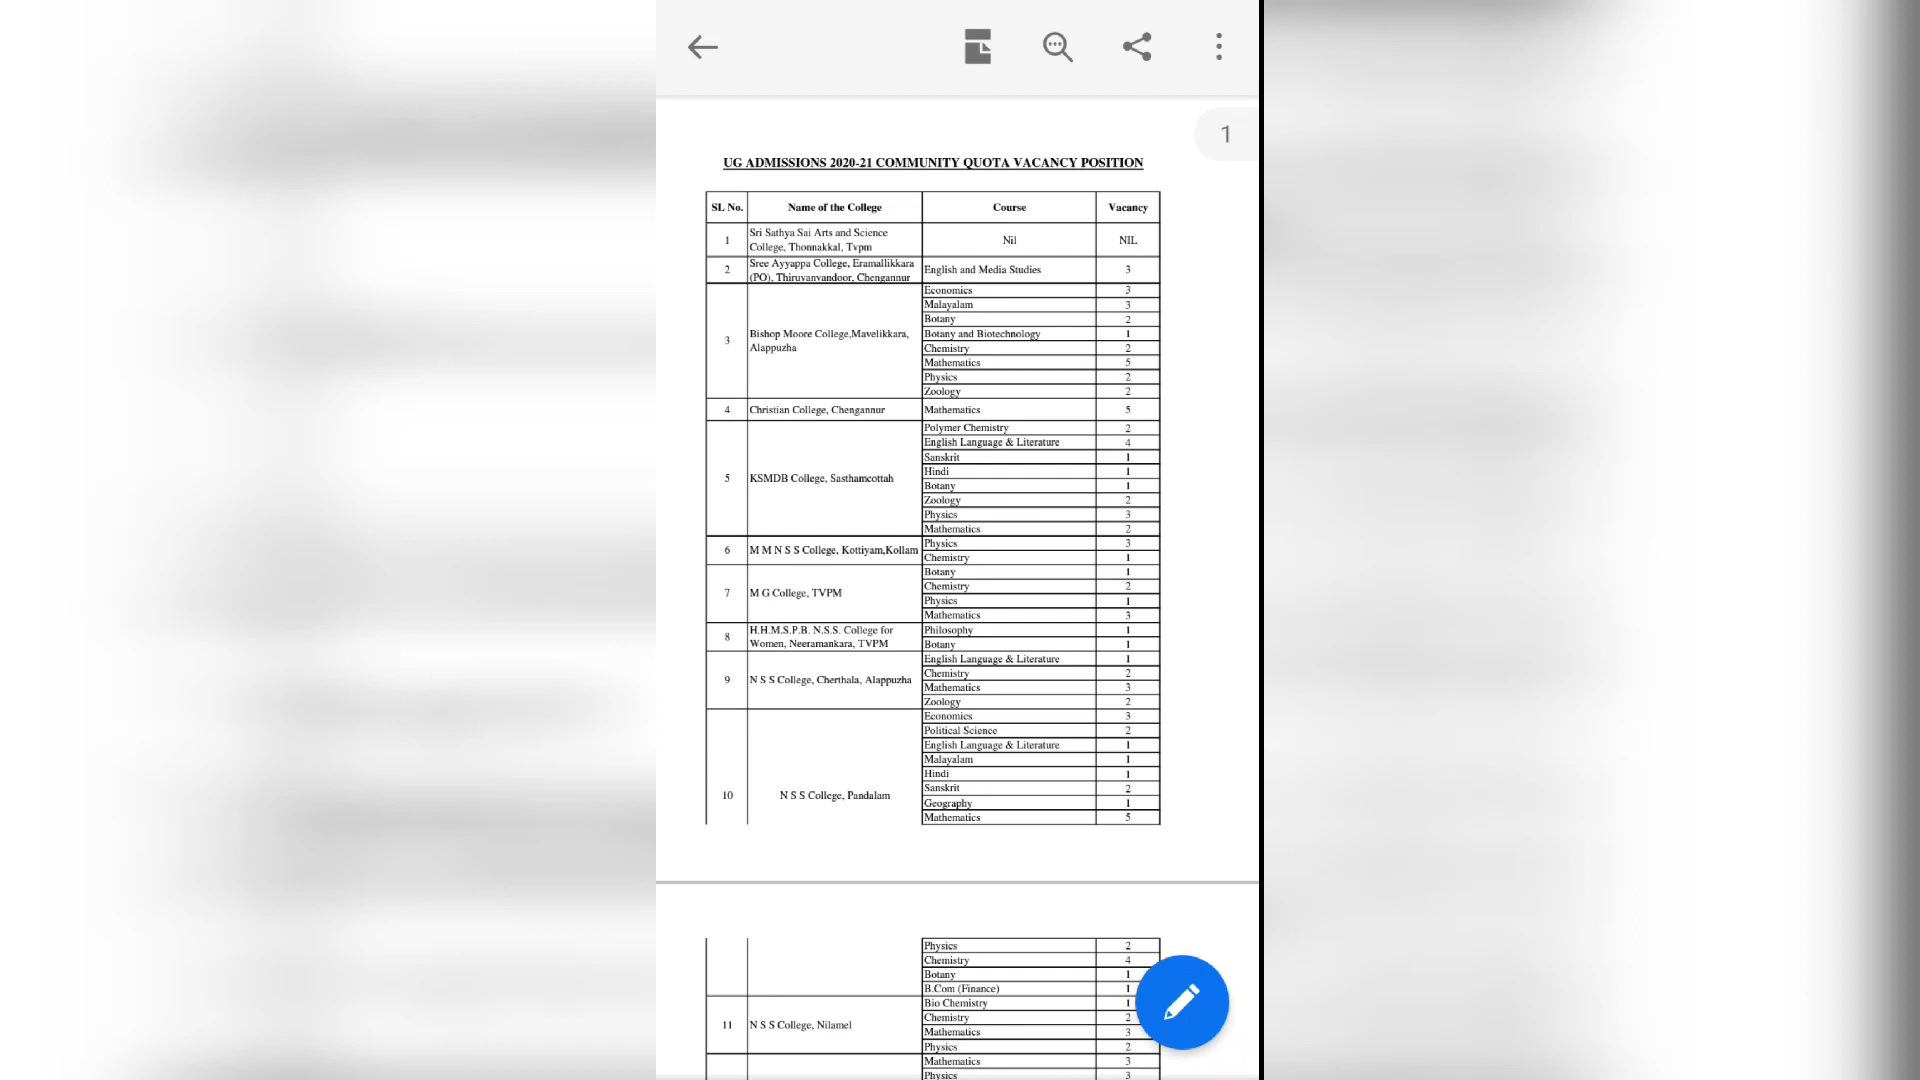 1
UG ADMISSIONS 2020-21 COMMUNITY QUOTA VACANCY POSITION
SL No. Name of the College Course Vacancy
1 Sri Sathya Sai Arts and Science College, Thonnakkal, Tvpm Nil NIL
2 Sree Ayyappa College, Eramallikkara (PO), Thiruvanvandoor, Chengannur English and Media Studies 3
3 Bishop Moore College,Mavelikkara, Alappuzha
Economics 3
Malayalam 3
Botany 2
Botany and Biotechnology 1
Chemistry 2
Mathematics 5
Physics 2
Zoology 2
4 Christian College, Chengannur Mathematics 5
5 KSMDB College, Sasthamcottah
Polymer Chemistry 2
English Language & Literature 4
Sanskrit 1
Hindi 1
Botany 1
Zoology 2
Physics 3
Mathematics 2
6 M M N S S College, Kottiyam,Kollam
Physics 3
Chemistry 1
7 M G College, TVPM
Botany 1
Chemistry 2
Physics 1
Mathematics 3
8 H.H.M.S.P.B. N.S.S. College for Women, Neeramankara, TVPM
Philosophy 1
Botany 1
9 N S S College, Cherthala, Alappuzha
English Language & Literature 1
Chemistry 2
Mathematics 3
Zoology 2
10 N S S College, Pandalam
Economics 3
Political Science 2
English Language & Literature 1
Malayalam 1
Hindi 1
Sanskrit 2
Geography 1
Mathematics 5
Physics 2
Chemistry 4
Botany 1
B.Com (Finance) 1
11 N S S College, Nilamel
Bio Chemistry 1
Chemistry 2
Mathematics 3
Physics 2
Mathematics 3
Physics 3